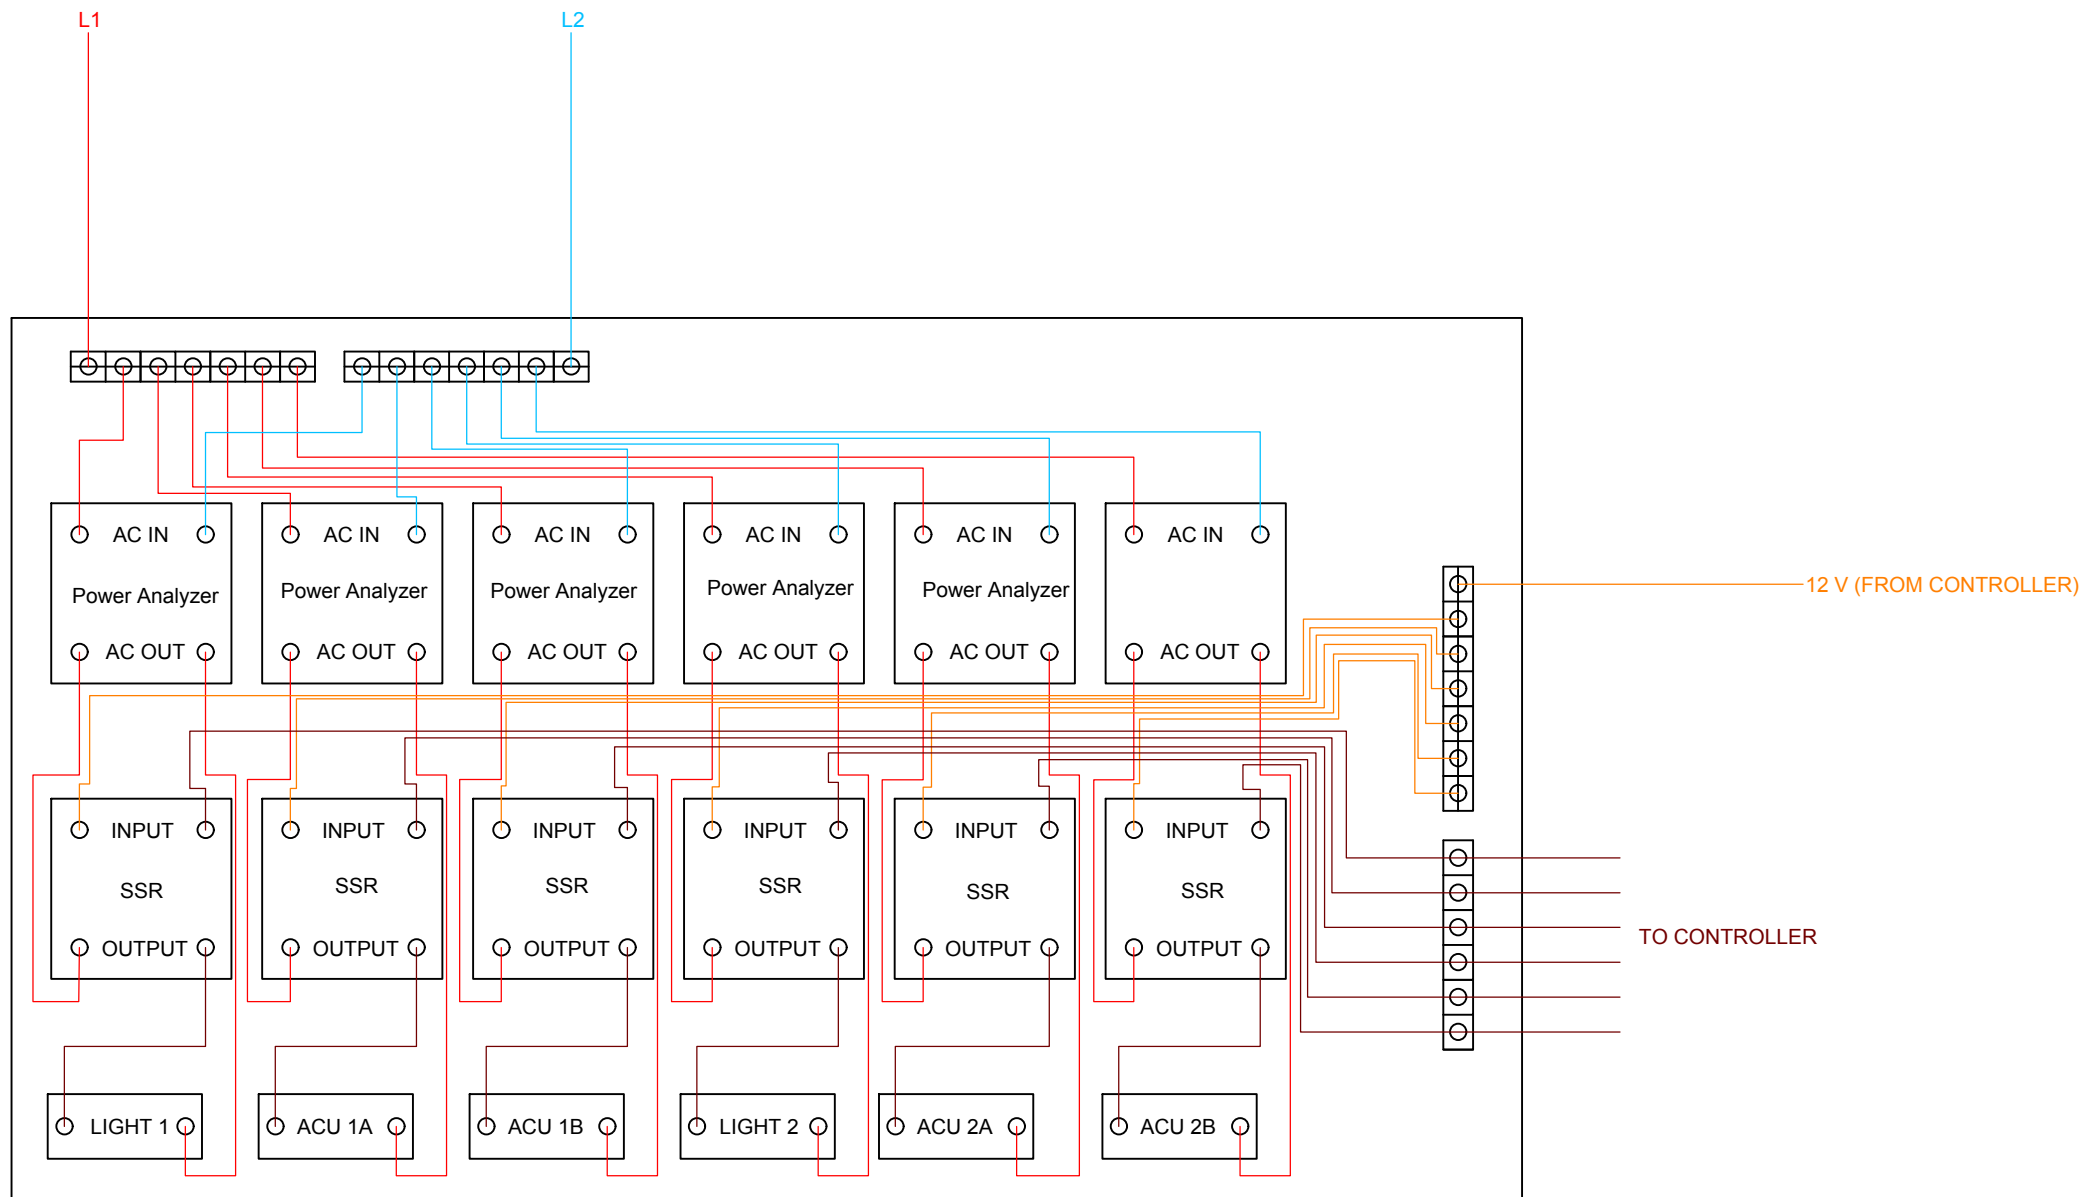 L1
L2
AC IN
AC IN
AC IN
AC IN
AC IN
AC IN
Power Analyzer
Power Analyzer
Power Analyzer
Power Analyzer
Power Analyzer
12 V (FROM CONTROLLER)
AC OUT
AC OUT
AC OUT
AC OUT
AC OUT
AC OUT
INPUT
INPUT
INPUT
INPUT
INPUT
INPUT
SSR
SSR
SSR
SSR
SSR
SSR
TO CONTROLLER
OUTPUT
OUTPUT
OUTPUT
OUTPUT
OUTPUT
OUTPUT
LIGHT 1
ACU 1A
ACU 1B
LIGHT 2
ACU 2A
ACU 2B